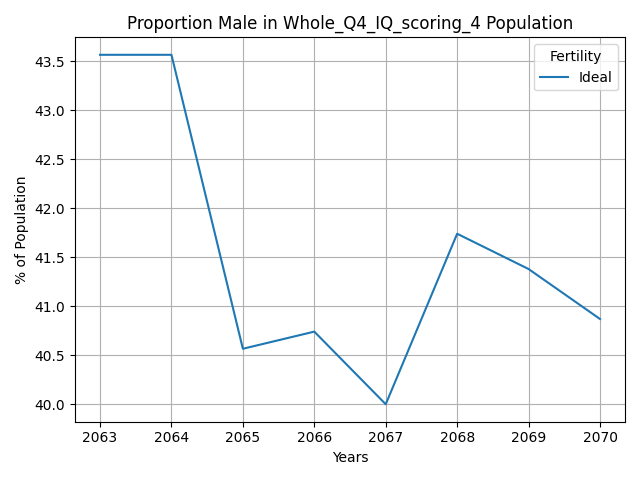 Proportion Male in Whole_Q4_IQ_scoring_4 Population
Fertility
Ideal
43.5
43.0
42.5
42.0
41.5
41.0
40.5
40.0
% of Population
2063 2064 2065 2066 2067 2068 2069 2070
Years